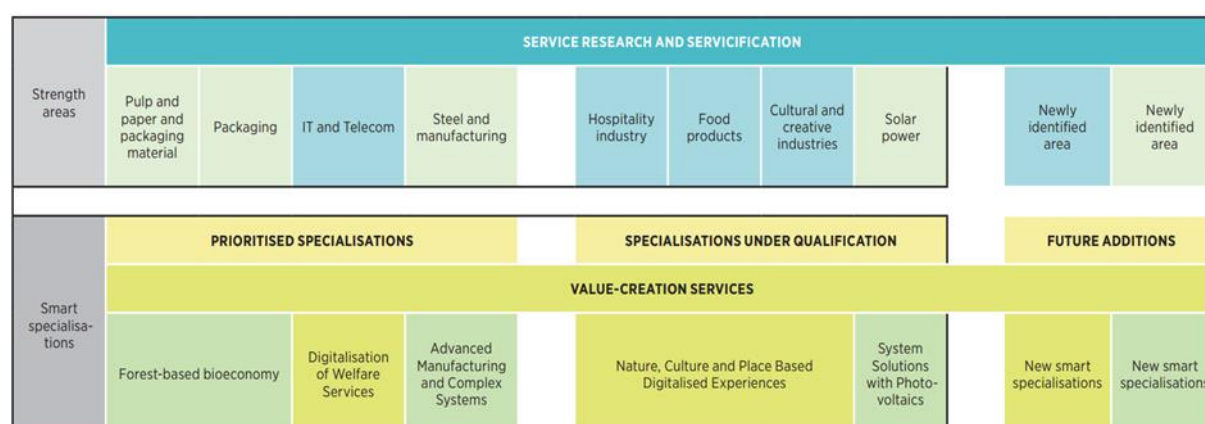 SERVICE RESEARCH AND SERVICIFICATION
Strength
areas
Pulp and
paper and
packaging
material
Packaging
IT and Telecom
Steel and
manufacturing
Hospitality
industry
Food
products
Cultural and
creative
industries
Solar
power
Newly
identified
area
Newly
identified
area
PRIORITISED SPECIALISATIONS
SPECIALISATIONS UNDER QUALIFICATION
FUTURE ADDITIONS
VALUE-CREATION SERVICES
Smart
specialisa-
tions
Forest-based bioeconomy
Digitalisation
of Welfare
Services
Advanced
Manufacturing
and Complex
Systems
Nature, Culture and Place Based
Digitalised Experiences
System
Solutions
with Photo-
voltaics
New smart
specialisations
New smart
specialisations